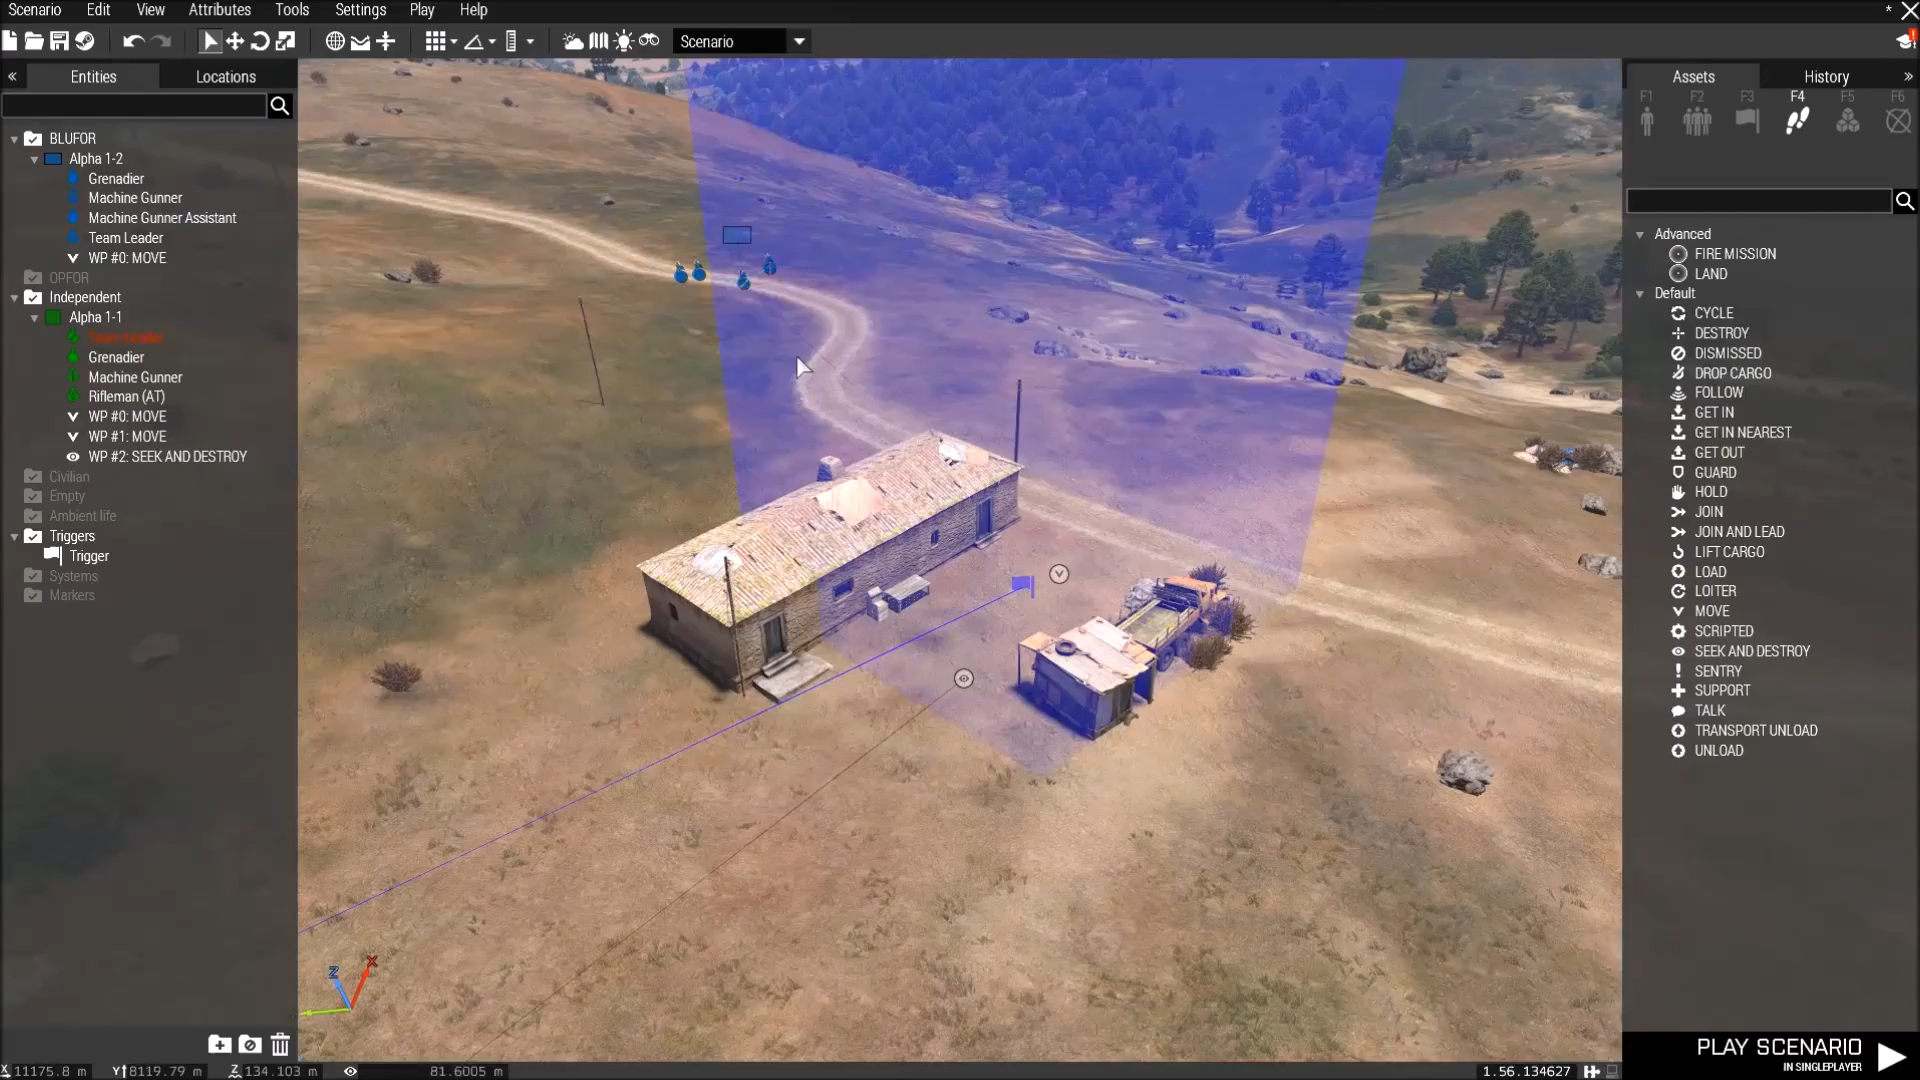 Scenario Edit View Attributes Tools Settings Play Help
Scenario
Entities Locations
BLUFOR
Alpha 1-2
Grenadier
Machine Gunner
Machine Gunner Assistant
Team Leader
WP #0: MOVE
OPFOR
Independent
Alpha 1-1
Team Leader
Grenadier
Machine Gunner
Rifleman (AT)
WP #0: MOVE
WP #1: MOVE
WP #2: SEEK AND DESTROY
Civilian
Empty
Ambient life
Triggers
Trigger
Systems
Markers
Z X
X 11175.8 m Y 8119.79 m Z 134.103 m 81.6005 m
Assets History
F1 F2 F3 F4 F5 F6
Advanced
FIRE MISSION
LAND
Default
CYCLE
DESTROY
DISMISSED
DROP CARGO
FOLLOW
GET IN
GET IN NEAREST
GET OUT
GUARD
HOLD
JOIN
JOIN AND LEAD
LIFT CARGO
LOAD
LOITER
MOVE
SCRIPTED
SEEK AND DESTROY
SENTRY
SUPPORT
TALK
TRANSPORT UNLOAD
UNLOAD
PLAY SCENARIO
IN SINGLEPLAYER
1.56.134627